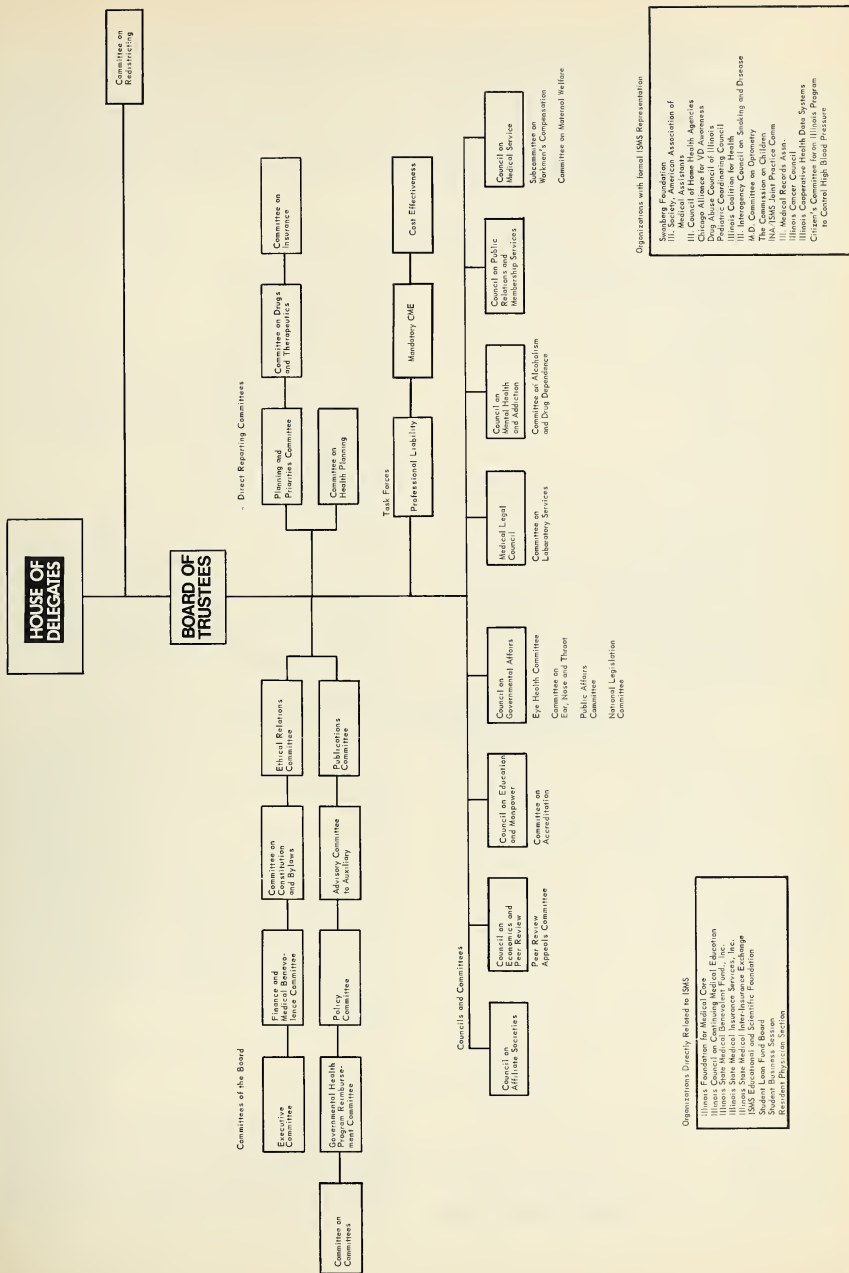 HOUSE OF
DELEGATES
Committee on
Redistricting
BOARD OF
TRUSTEES
Committees of the Board
Executive
Committee
Finance and
Medical Benevo-
lence Committee
Committee on
Constitution
and Bylaws
Ethical Relations
Committee
Committee on
Committees
Governmental Health
Program Reimburse-
ment Committee
Policy
Committee
Advisory Committee
to Auxiliary
Publications
Committee
Direct Reporting Committees
Planning and
Priorities Committee
Committee on Drugs
and Therapeutics
Committee on
Insurance
Committee on
Health Planning
Task Forces
Professional Liability
Mandatory CME
Cost Effectiveness
Councils and Committees
Council on
Affiliate Societies
Council on
Economics and
Peer Review
Peer Review
Appeals Committee
Council on Education
and Manpower
Committee on
Accreditation
Council on
Governmental Affairs
Eye Health Committee
Committee on
Ear, Nose and Throat
Public Affairs
Committee
National Legislation
Committee
Medical Legal
Council
Committee on
Laboratory Services
Council on
Mental Health
and Addiction
Committee on Alcoholism
and Drug Dependence
Council on Public
Relations and
Membership Services
Council on
Medical Service
Subcommittee on
Workmen's Compensation
Committee on Maternal Welfare
Organizations Directly Related to ISMS
Illinois Foundation for Medical Care
Illinois Council on Continuing Medical Education
Illinois State Medical Benevolent Fund, Inc.
Illinois State Medical Insurance Services, Inc.
Illinois State Medical Inter-Insurance Exchange
ISMS Educational and Scientific Foundation
Student Loan Fund Board
Student Business Session
Resident Physician Section
Organizations with formal ISMS Representation
Swanberg Foundation
Ill. Society, American Association of
Medical Assistants
Ill. Council of Home Health Agencies
Chicago Alliance for VD Awareness
Drug Abuse Council of Illinois
Pediatric Coordinating Council
Illinois Coalition for Health
Ill. Interagency Council on Smoking and Disease
M.D. Committee on Optometry
The Commission on Children
INA/ISMS Joint Practice Comm
Ill. Medical Records Assn.
Illinois Cancer Council
Illinois Cooperative Health Data Systems
Citizen's Committee for an Illinois Program
to Control High Blood Pressure